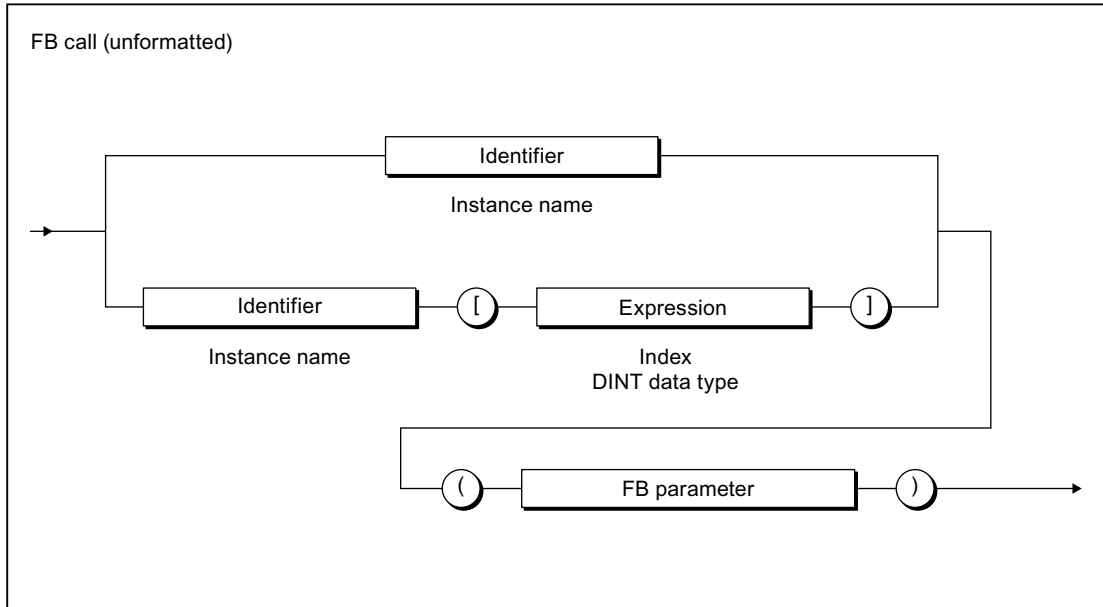 FB call (unformatted)
Identifier
Instance name
Identifier
[
Expression
]
Instance name
Index
DINT data type
(
FB parameter
)